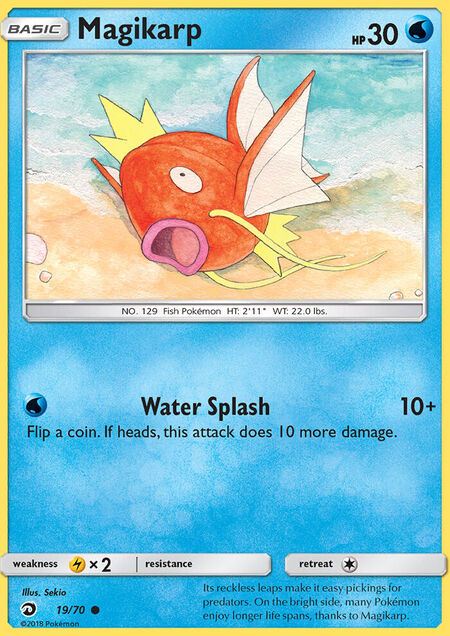 BASIC Magikarp HP 30
NO. 129 Fish Pokémon HT: 2'11" WT: 22.0 lbs.
Water Splash 10+
Flip a coin. If heads, this attack does 10 more damage.
weakness × 2 resistance retreat
Illus. Sekio
19/70
©2018 Pokémon
Its reckless leaps make it easy pickings for
predators. On the bright side, many Pokémon
enjoy longer life spans, thanks to Magikarp.